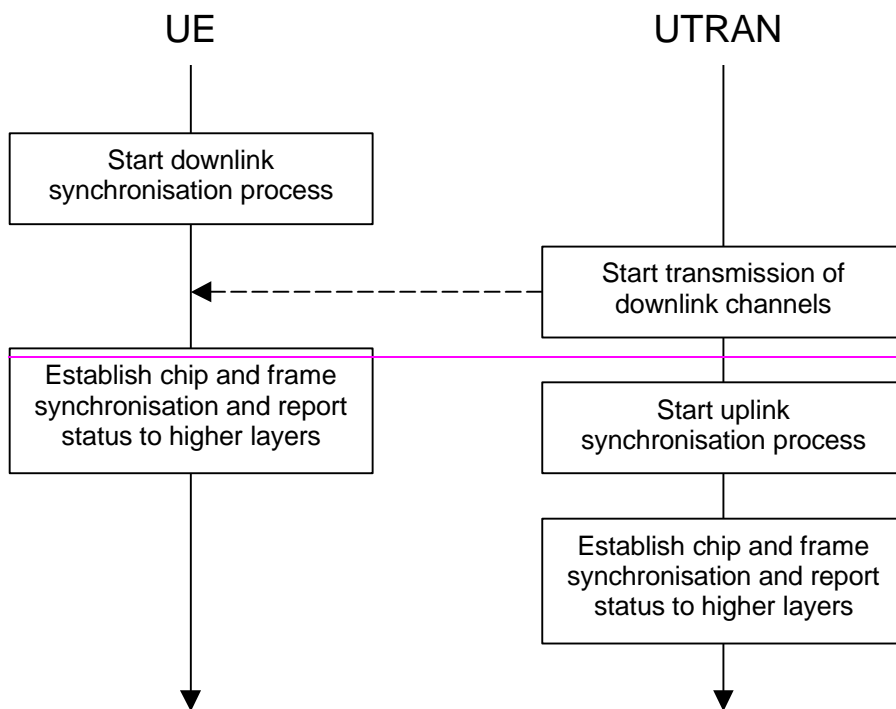 UE
UTRAN
Start downlink
synchronisation process
Start transmission of
downlink channels
Establish chip and frame
synchronisation and report
status to higher layers
Start uplink
synchronisation process
Establish chip and frame
synchronisation and report
status to higher layers